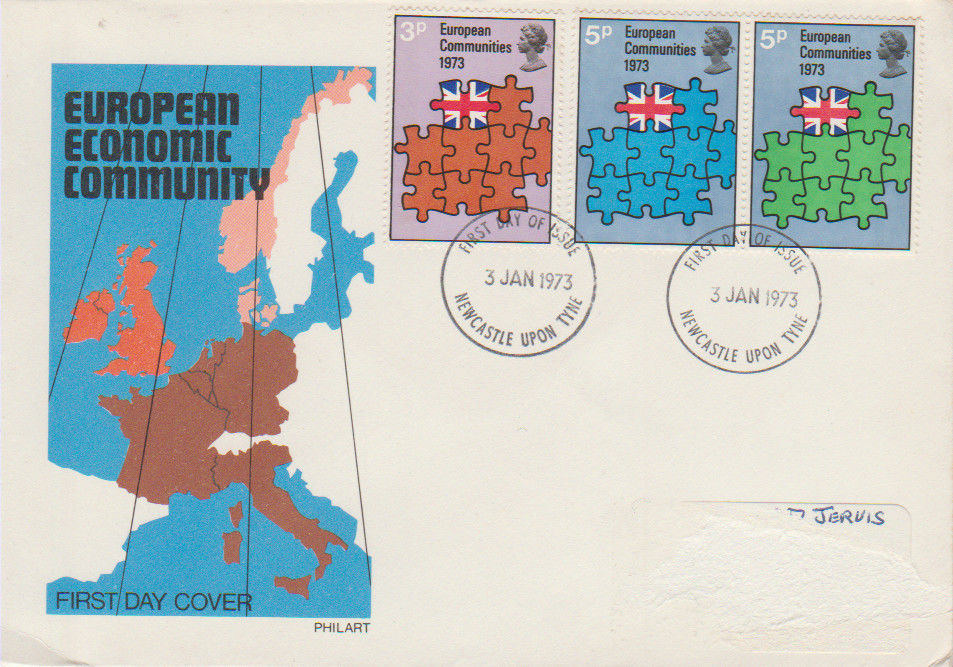 EUROPEAN
ECONOMIC
COMMUNITY
3P
European
Communities
1973
5P
European
Communities
1973
5P
European
Communities
1973
FIRST DAY OF ISSUE
3 JAN 1973
NEWCASTLE UPON TYNE
FIRST DAY OF ISSUE
3 JAN 1973
NEWCASTLE UPON TYNE
JERVIS
FIRST DAY COVER
PHILART